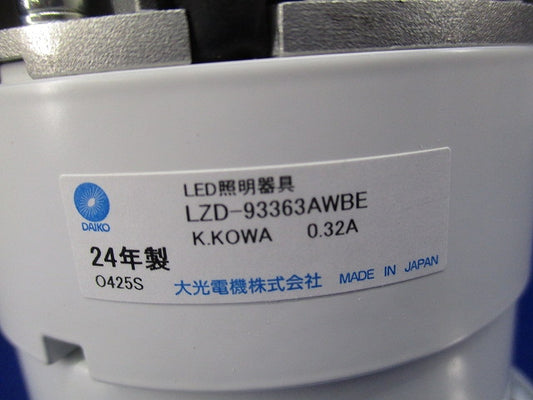 LED照明器具
LZD-93363AWBE
K.KOWA 0.32A
DAIKO
24年製
O425S
大光電機株式会社 MADE IN JAPAN